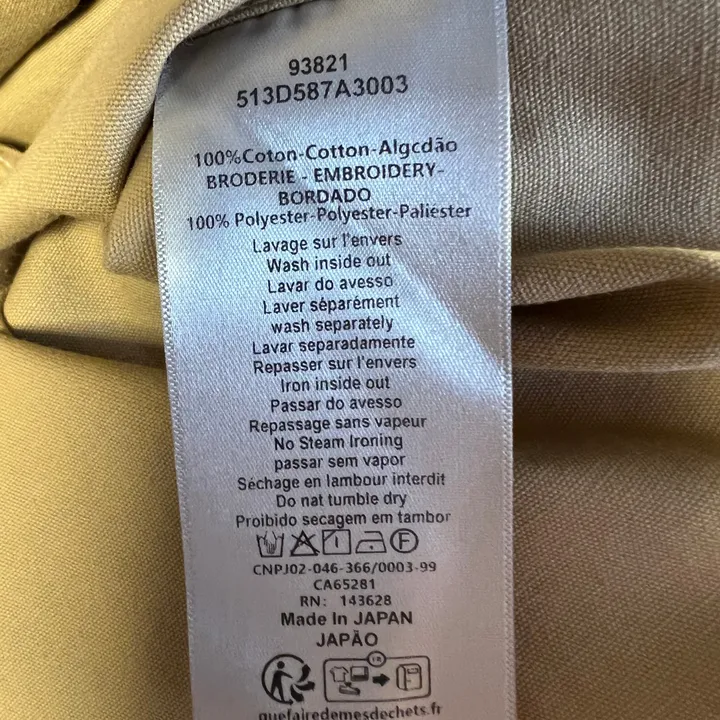 93821
513D587A3003
100%Coton-Cotton-Algcdão
BRODERIE - EMBROIDERY-
BORDADO
100% Polyester-Polyester-Paliéster
Lavage sur l'envers
Wash inside out
Lavar do avesso
Laver séparément
wash separately
Lavar separadamente
Repasser sur l'envers
Iron inside out
Passar do avesso
Repassage sans vapeur
No Steam Ironing
passar sem vapor
Séchage en lambour interdit
Do nat tumble dry
Proibido secagem em tambor
F
CNPJ02-046-366/0003-99
CA65281
RN: 143628
Made In JAPAN
JAPÃO
quefairedemesdechets.fr